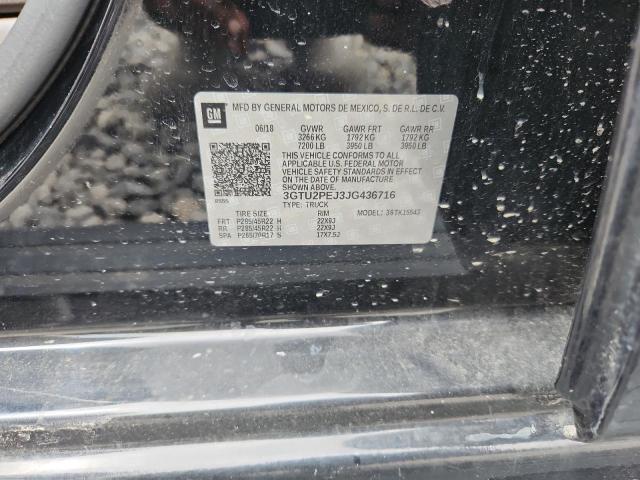 GM
MFD BY GENERAL MOTORS DE MEXICO, S. DE R.L. DE C.V.
06/18 GVWR GAWR FRT GAWR RR
3266 KG 1792 KG 1792 KG
7200 LB 3950 LB 3950 LB
THIS VEHICLE CONFORMS TO ALL
APPLICABLE U.S. FEDERAL MOTOR
VEHICLE SAFETY STANDARDS IN EFFECT
ON THE DATE OF MANUFACTURE SHOWN ABOVE.
3GTU2PEJ3JG436716
TYPE: TRUCK
TIRE SIZE RIM MODEL:
FRT P285/45R22 H 22X9J
RR P285/45R22 H 22X9J
SPA P265/70R17 S 17X7.5J